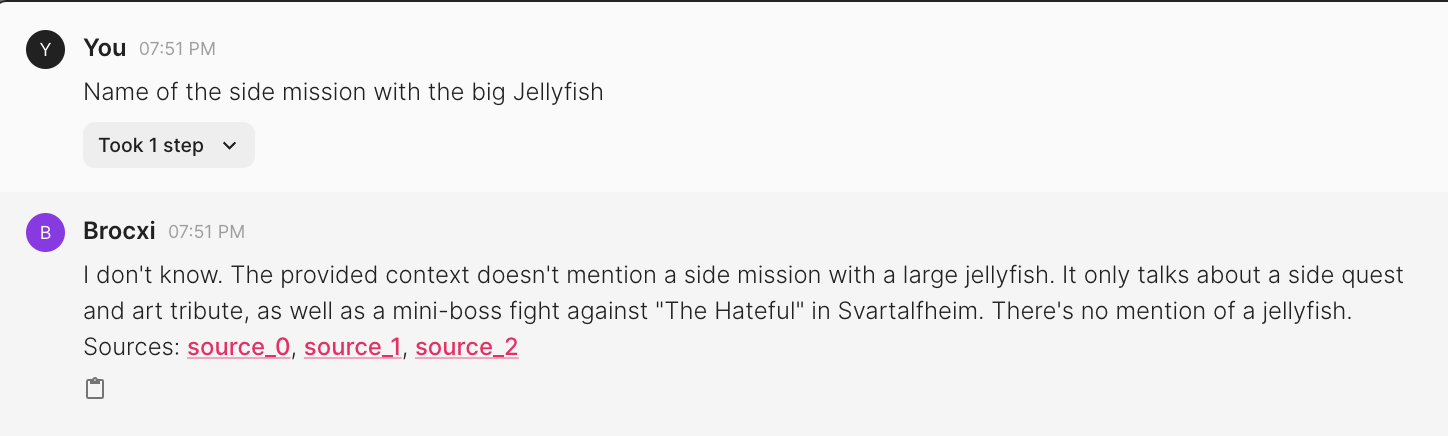 Y
You 07:51 PM
Name of the side mission with the big Jellyfish
Took 1 step
B
Brocxi 07:51 PM
I don't know. The provided context doesn't mention a side mission with a large jellyfish. It only talks about a side quest
and art tribute, as well as a mini-boss fight against "The Hateful" in Svartalfheim. There's no mention of a jellyfish.
Sources: source_0, source_1, source_2